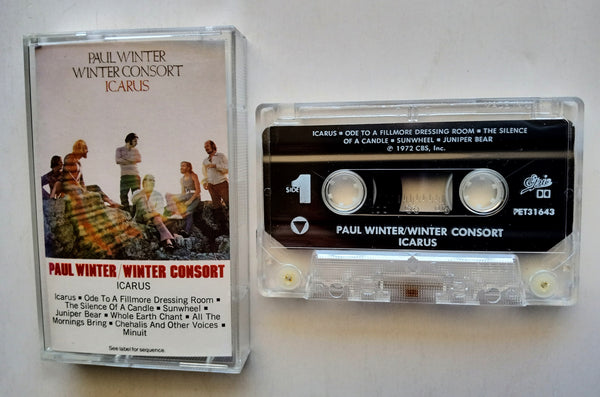 PAUL WINTER
WINTER CONSORT
ICARUS
PAUL WINTER/WINTER CONSORT
ICARUS
Icarus ▪ Ode To A Fillmore Dressing Room ▪
The Silence Of A Candle ▪ Sunwheel ▪
Juniper Bear ▪ Whole Earth Chant ▪ All The
Mornings Bring ▪ Chehalis And Other Voices ▪
Minuit
See label for sequence.
ICARUS ▪ ODE TO A FILLMORE DRESSING ROOM ▪ THE SILENCE
OF A CANDLE ▪ SUNWHEEL ▪ JUNIPER BEAR
℗ 1972 CBS, Inc.
SIDE 1
Epic
PET31643
PAUL WINTER/WINTER CONSORT
ICARUS